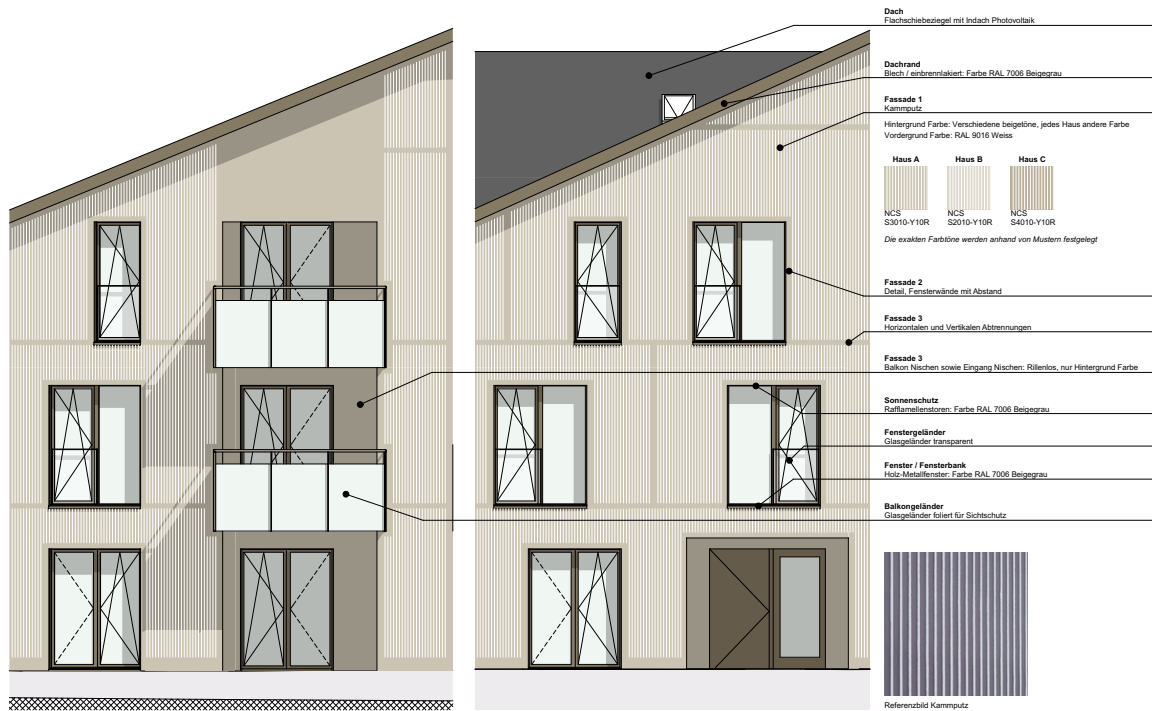 Dach
Flachschiebeziegel mit Indach Photovoltaik
Dachrand
Blech / einbrennlakiert: Farbe RAL 7006 Beigegrau
Fassade 1
Kammputz
Hintergrund Farbe: Verschiedene beigetöne, jedes Haus andere Farbe
Vordergrund Farbe: RAL 9016 Weiss
Haus A Haus B Haus C
NCS NCS NCS
S3010-Y10R S2010-Y10R S4010-Y10R
Die exakten Farbtöne werden anhand von Mustern festgelegt
Fassade 2
Detail, Fensterwände mit Abstand
Fassade 3
Horizontalen und Vertikalen Abtrennungen
Fassade 3
Balkon Nischen sowie Eingang Nischen: Rillenlos, nur Hintergrund Farbe
Sonnenschutz
Rafflamellenstoren: Farbe RAL 7006 Beigegrau
Fenstergeländer
Glasgeländer transparent
Fenster / Fensterbank
Holz-Metallfenster: Farbe RAL 7006 Beigegrau
Balkongeländer
Glasgeländer foliert für Sichtschutz
Referenzbild Kammputz